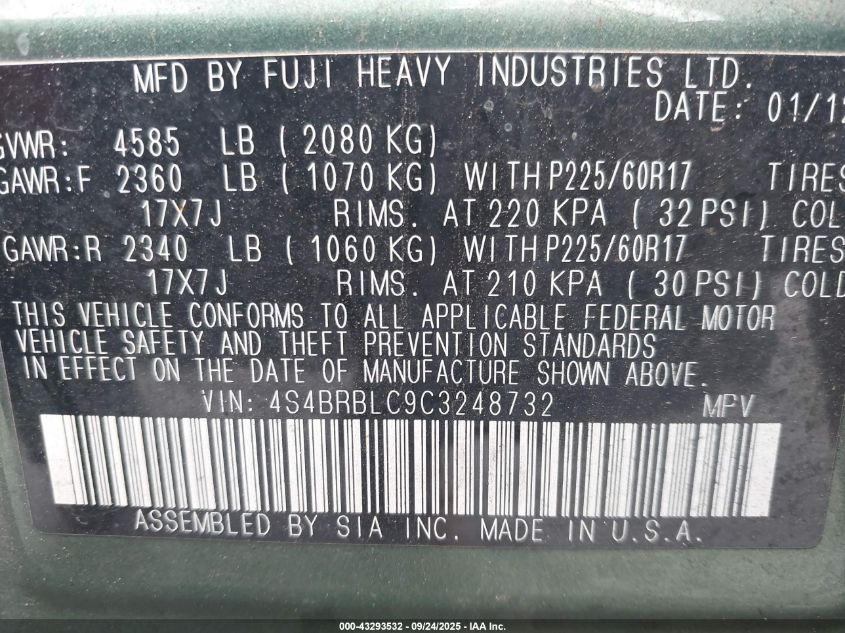 MFD BY FUJI HEAVY INDUSTRIES LTD.
DATE: 01/12
GVWR: 4585 LB ( 2080 KG)
GAWR:F 2360 LB ( 1070 KG) WITH P225/60R17 TIRES
17X7J RIMS. AT 220 KPA ( 32 PSI) COL
GAWR:R 2340 LB ( 1060 KG) WITH P225/60R17 TIRES
17X7J RIMS. AT 210 KPA ( 30 PSI) COLD
THIS VEHICLE CONFORMS TO ALL APPLICABLE FEDERAL MOTOR
VEHICLE SAFETY AND THEFT PREVENTION STANDARDS
IN EFFECT ON THE DATE OF MANUFACTURE SHOWN ABOVE.
VIN: 4S4BRBLC9C3248732 MPV
ASSEMBLED BY SIA INC. MADE IN U.S.A.
000-43293532 - 09/24/2025 - IAA Inc.